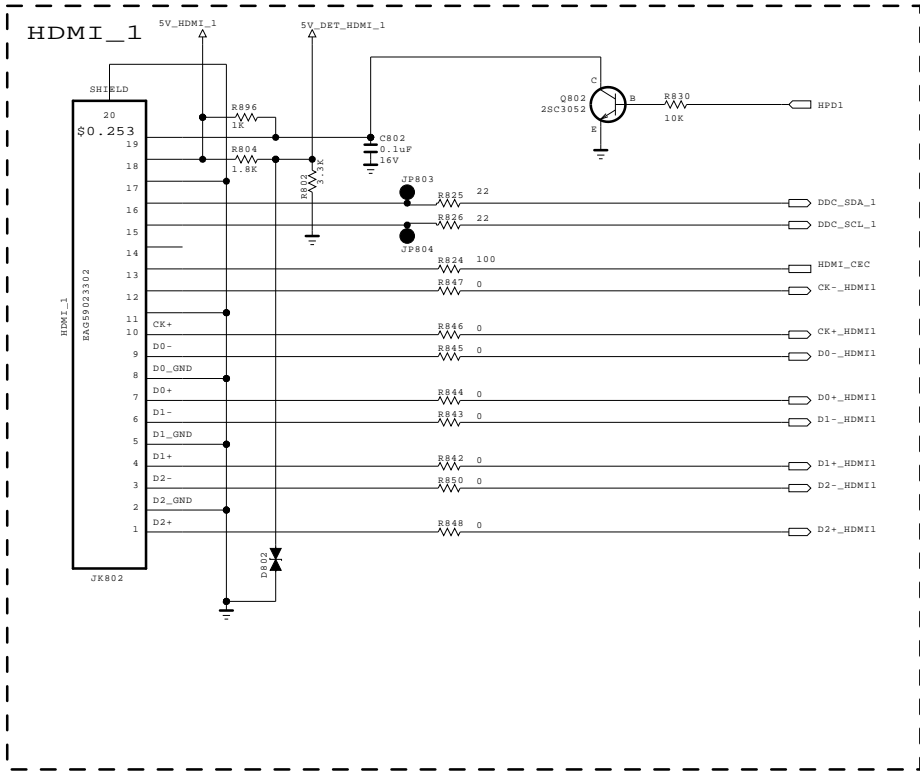 HDMI_1
5V_HDMI_1
5V_DET_HDMI_1
SHIELD
20
$0.253
R896
1K
R804
1.8K
R802
3.3K
C802
0.1uF
16V
Q802
2SC3052
C
B
E
R830
10K
HPD1
19
18
17
16
15
14
13
12
11
10
9
8
7
6
5
4
3
2
1
JP803
R825 22
DDC_SDA_1
R826 22
DDC_SCL_1
JP804
R824 100
HDMI_CEC
R847 0
CK-_HDMI1
HDMI_1
EAG59023302
CK+
R846 0
CK+_HDMI1
D0-
R845 0
D0-_HDMI1
D0_GND
D0+
R844 0
D0+_HDMI1
D1-
R843 0
D1-_HDMI1
D1_GND
D1+
R842 0
D1+_HDMI1
D2-
R850 0
D2-_HDMI1
D2_GND
D2+
R848 0
D2+_HDMI1
D802
JK802